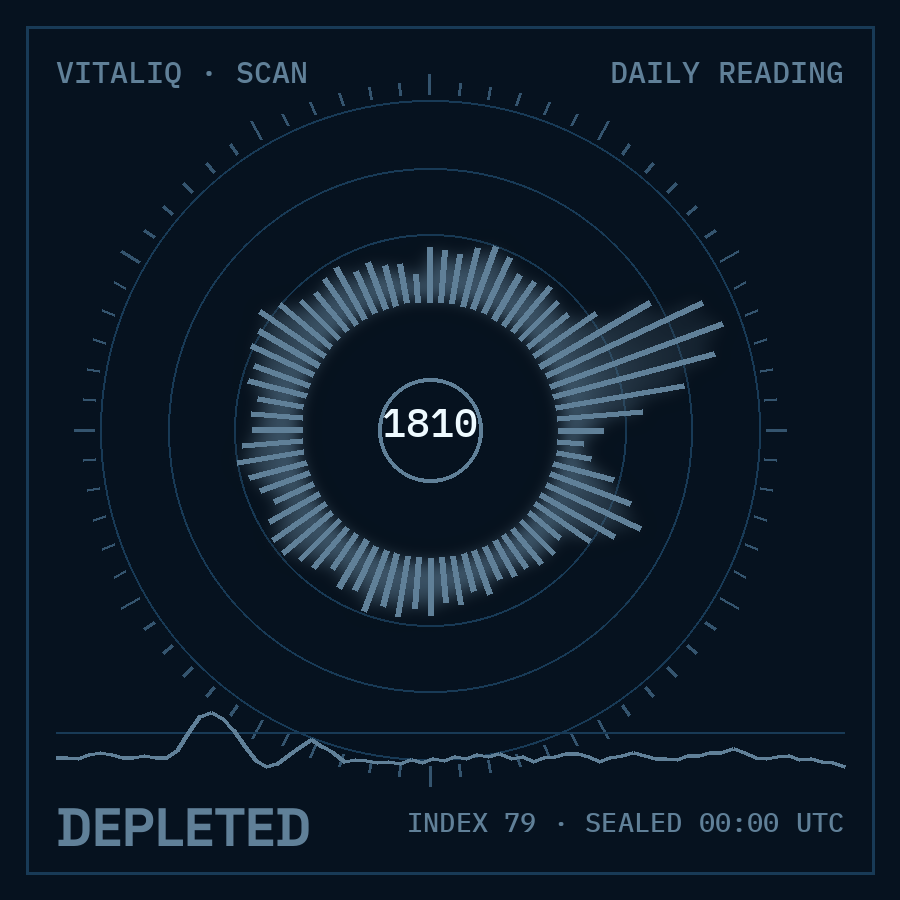 VITALIQ · SCAN
DAILY READING
1810
DEPLETED
INDEX 79 · SEALED 00:00 UTC